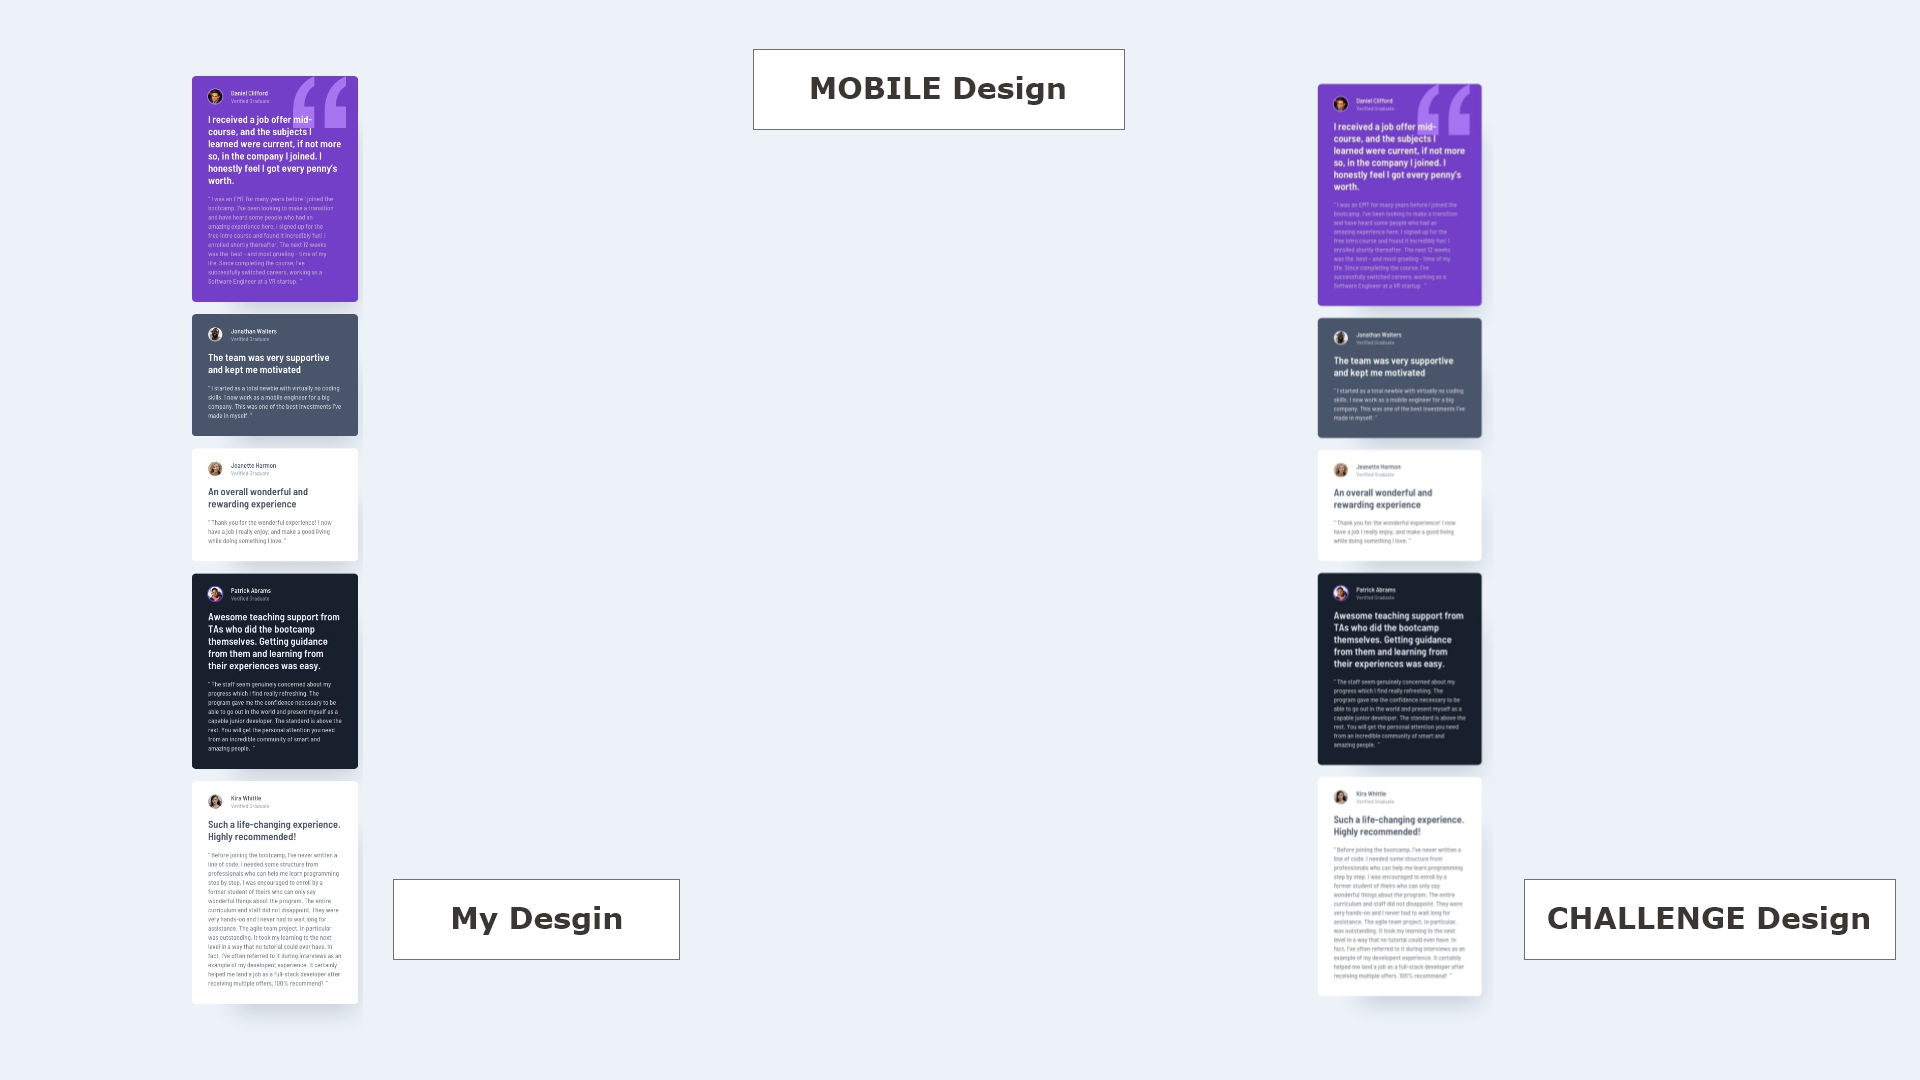 MOBILE Design
Daniel Clifford
Verified Graduate
I received a job offer mid-
course, and the subjects I
learned were current, if not more
so, in the company I joined. I
honestly feel I got every penny's
worth.
" I was an EMT for many years before I joined the
bootcamp. I've been looking to make a transition
and have heard some people who had an
amazing experience here. I signed up for the
free intro course and found it incredibly fun! I
enrolled shortly thereafter. The next 12 weeks
was the best - and most grueling - time of my
life. Since completing the course, I've
successfully switched careers, working as a
Software Engineer at a VR startup. "
Jonathan Walters
Verified Graduate
The team was very supportive
and kept me motivated
" I started as a total newbie with virtually no coding
skills. I now work as a mobile engineer for a big
company. This was one of the best investments I've
made in myself. "
Jeanette Harmon
Verified Graduate
An overall wonderful and
rewarding experience
" Thank you for the wonderful experience! I now
have a job I really enjoy, and make a good living
while doing something I love. "
Patrick Abrams
Verified Graduate
Awesome teaching support from
TAs who did the bootcamp
themselves. Getting guidance
from them and learning from
their experiences was easy.
" The staff seem genuinely concerned about my
progress which I find really refreshing. The
program gave me the confidence necessary to be
able to go out in the world and present myself as a
capable junior developer. The standard is above the
rest. You will get the personal attention you need
from an incredible community of smart and
amazing people. "
Kira Whittle
Verified Graduate
Such a life-changing experience.
Highly recommended!
" Before joining the bootcamp, I've never written a
line of code. I needed some structure from
professionals who can help me learn programming
step by step. I was encouraged to enroll by a
former student of theirs who can only say
wonderful things about the program. The entire
curriculum and staff did not disappoint. They were
very hands-on and I never had to wait long for
assistance. The agile team project, in particular,
was outstanding. It took my learning to the next
level in a way that no tutorial could ever have. In
fact, I've often referred to it during interviews as an
example of my developent experience. It certainly
helped me land a job as a full-stack developer after
receiving multiple offers. 100% recommend! "
My Desgin
Daniel Clifford
Verified Graduate
I received a job offer mid-
course, and the subjects I
learned were current, if not more
so, in the company I joined. I
honestly feel I got every penny's
worth.
" I was an EMT for many years before I joined the
bootcamp. I've been looking to make a transition
and have heard some people who had an
amazing experience here. I signed up for the
free intro course and found it incredibly fun! I
enrolled shortly thereafter. The next 12 weeks
was the best - and most grueling - time of my
life. Since completing the course, I've
successfully switched careers, working as a
Software Engineer at a VR startup. "
Jonathan Walters
Verified Graduate
The team was very supportive
and kept me motivated
" I started as a total newbie with virtually no coding
skills. I now work as a mobile engineer for a big
company. This was one of the best investments I've
made in myself. "
Jeanette Harmon
Verified Graduate
An overall wonderful and
rewarding experience
" Thank you for the wonderful experience! I now
have a job I really enjoy, and make a good living
while doing something I love. "
Patrick Abrams
Verified Graduate
Awesome teaching support from
TAs who did the bootcamp
themselves. Getting guidance
from them and learning from
their experiences was easy.
" The staff seem genuinely concerned about my
progress which I find really refreshing. The
program gave me the confidence necessary to be
able to go out in the world and present myself as a
capable junior developer. The standard is above the
rest. You will get the personal attention you need
from an incredible community of smart and
amazing people. "
Kira Whittle
Verified Graduate
Such a life-changing experience.
Highly recommended!
" Before joining the bootcamp, I've never written a
line of code. I needed some structure from
professionals who can help me learn programming
step by step. I was encouraged to enroll by a
former student of theirs who can only say
wonderful things about the program. The entire
curriculum and staff did not disappoint. They were
very hands-on and I never had to wait long for
assistance. The agile team project, in particular,
was outstanding. It took my learning to the next
level in a way that no tutorial could ever have. In
fact, I've often referred to it during interviews as an
example of my developent experience. It certainly
helped me land a job as a full-stack developer after
receiving multiple offers. 100% recommend! "
CHALLENGE Design